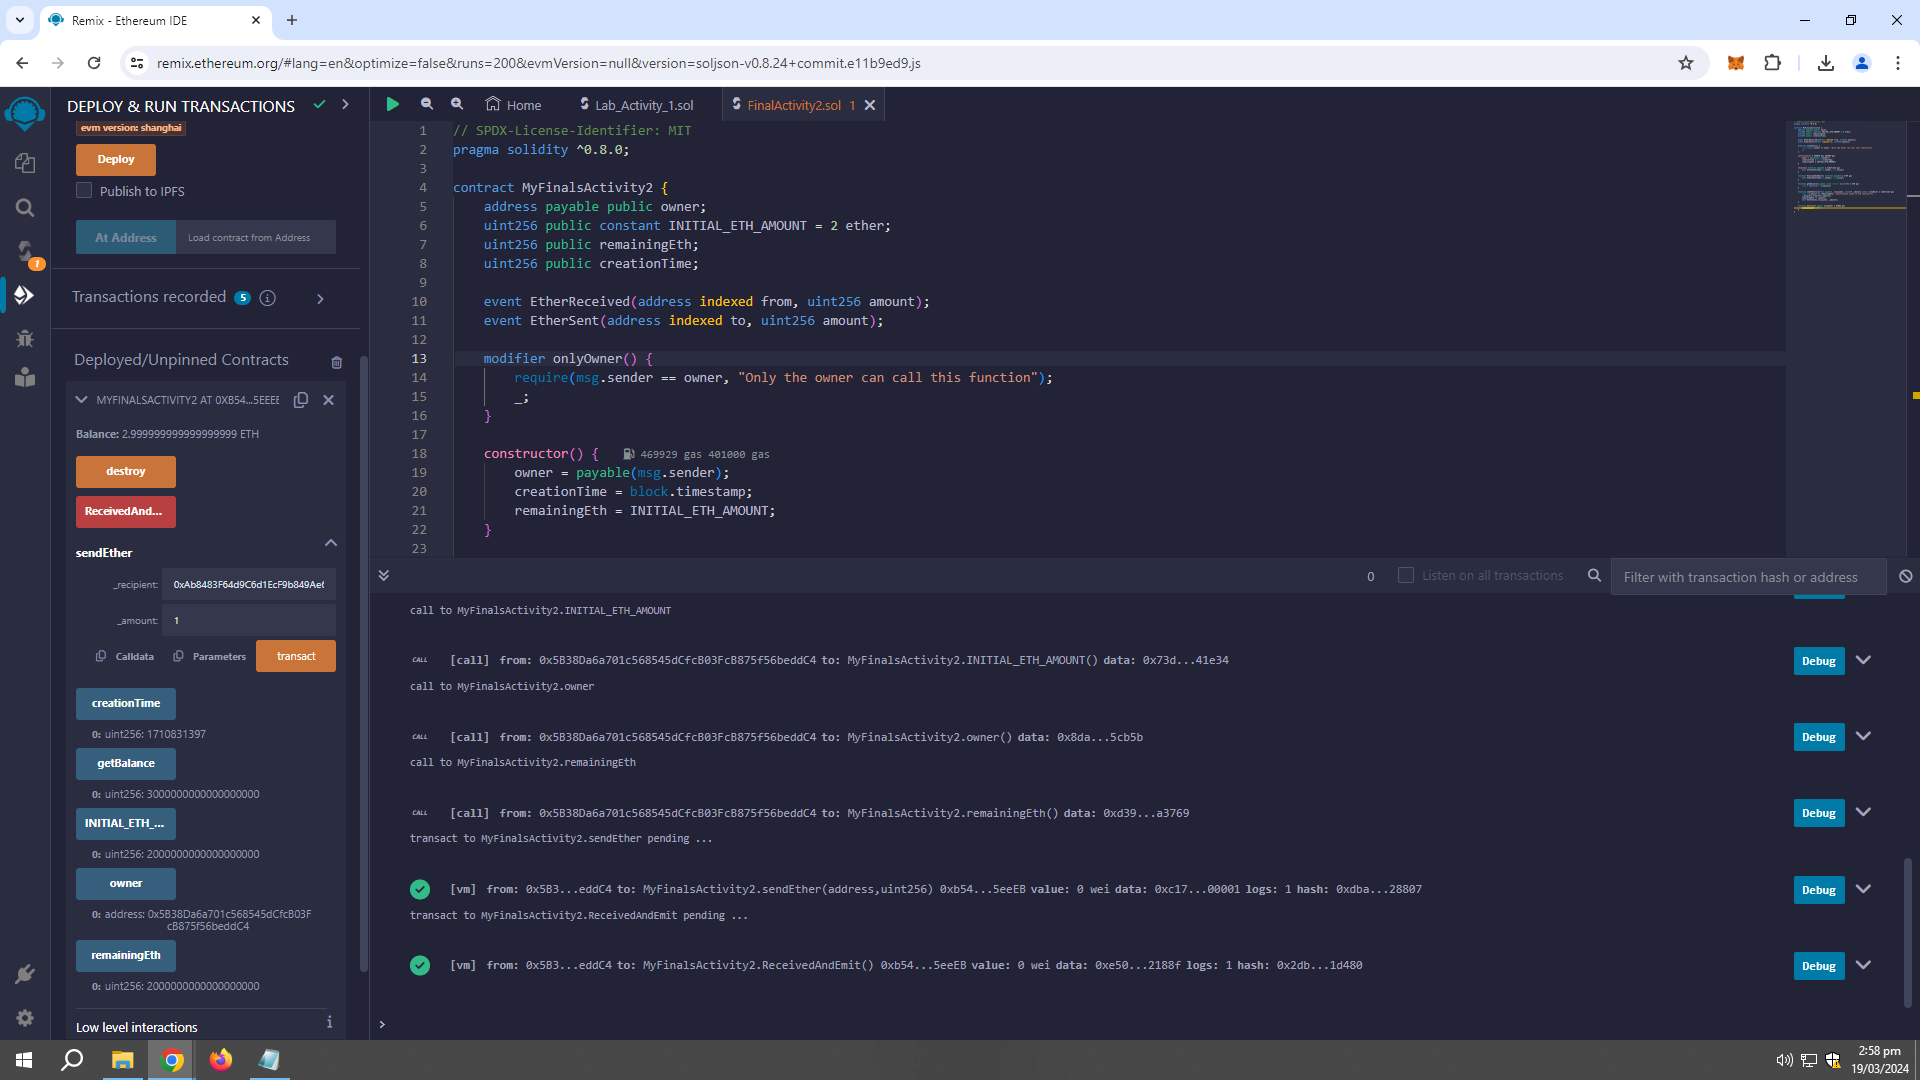 Remix - Ethereum IDE
remix.ethereum.org/#lang=en&optimize=false&runs=200&evmVersion=null&version=soljson-v0.8.24+commit.e11b9ed9.js
DEPLOY & RUN TRANSACTIONS
evm version: shanghai
Deploy
Publish to IPFS
At Address
Load contract from Address
1
Transactions recorded 5
Deployed/Unpinned Contracts
MYFINALSACTIVITY2 AT 0XB54...5EEEE
Balance: 2.999999999999999999 ETH
destroy
ReceivedAnd...
sendEther
_recipient: 0xAb8483F64d9C6d1EcF9b849Ae6
_amount: 1
Calldata Parameters transact
creationTime
0: uint256: 1710831397
getBalance
0: uint256: 3000000000000000000
INITIAL_ETH_...
0: uint256: 2000000000000000000
owner
0: address: 0x5B38Da6a701c568545dCfcB03F
cB875f56beddC4
remainingEth
0: uint256: 2000000000000000000
Low level interactions
Home
Lab_Activity_1.sol
FinalActivity2.sol 1
1 // SPDX-License-Identifier: MIT
2 pragma solidity ^0.8.0;
3
4 contract MyFinalsActivity2 {
5 address payable public owner;
6 uint256 public constant INITIAL_ETH_AMOUNT = 2 ether;
7 uint256 public remainingEth;
8 uint256 public creationTime;
9
10 event EtherReceived(address indexed from, uint256 amount);
11 event EtherSent(address indexed to, uint256 amount);
12
13 modifier onlyOwner() {
14 require(msg.sender == owner, "Only the owner can call this function");
15 _;
16 }
17
18 constructor() { 469929 gas 401000 gas
19 owner = payable(msg.sender);
20 creationTime = block.timestamp;
21 remainingEth = INITIAL_ETH_AMOUNT;
22 }
23
0 Listen on all transactions Filter with transaction hash or address
call to MyFinalsActivity2.INITIAL_ETH_AMOUNT
CALL [call] from: 0x5B38Da6a701c568545dCfcB03FcB875f56beddC4 to: MyFinalsActivity2.INITIAL_ETH_AMOUNT() data: 0x73d...41e34 Debug
call to MyFinalsActivity2.owner
CALL [call] from: 0x5B38Da6a701c568545dCfcB03FcB875f56beddC4 to: MyFinalsActivity2.owner() data: 0x8da...5cb5b Debug
call to MyFinalsActivity2.remainingEth
CALL [call] from: 0x5B38Da6a701c568545dCfcB03FcB875f56beddC4 to: MyFinalsActivity2.remainingEth() data: 0xd39...a3769 Debug
transact to MyFinalsActivity2.sendEther pending ...
[vm] from: 0x5B3...eddC4 to: MyFinalsActivity2.sendEther(address,uint256) 0xb54...5eeEB value: 0 wei data: 0xc17...00001 logs: 1 hash: 0xdba...28807 Debug
transact to MyFinalsActivity2.ReceivedAndEmit pending ...
[vm] from: 0x5B3...eddC4 to: MyFinalsActivity2.ReceivedAndEmit() 0xb54...5eeEB value: 0 wei data: 0xe50...2188f logs: 1 hash: 0x2db...1d480 Debug
>
2:58 pm
19/03/2024